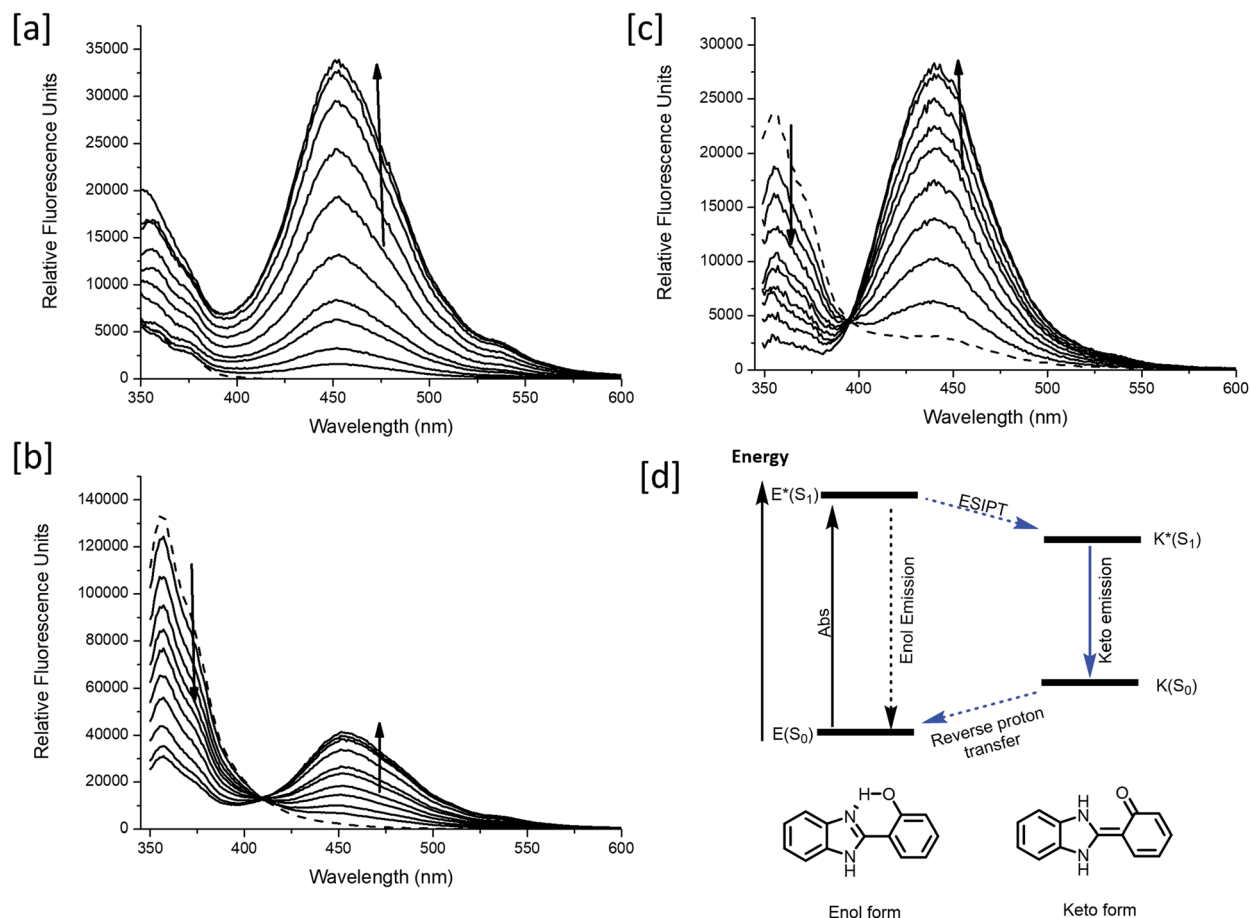 [a]
35000
30000
25000
20000
15000
10000
5000
0
Relative Fluorescence Units
350
400
450
500
550
600
Wavelength (nm)
[c]
30000
25000
20000
15000
10000
5000
0
Relative Fluorescence Units
350
400
450
500
550
600
Wavelength (nm)
[b]
140000
120000
100000
80000
60000
40000
20000
0
Relative Fluorescence Units
350
400
450
500
550
600
Wavelength (nm)
[d]
Energy
E*(S1)
ESIPT
K*(S1)
Abs
Enol Emission
Keto emission
K(S0)
E(S0)
Reverse proton
transfer
H
O
N
N
H
Enol form
H
N
O
N
H
Keto form